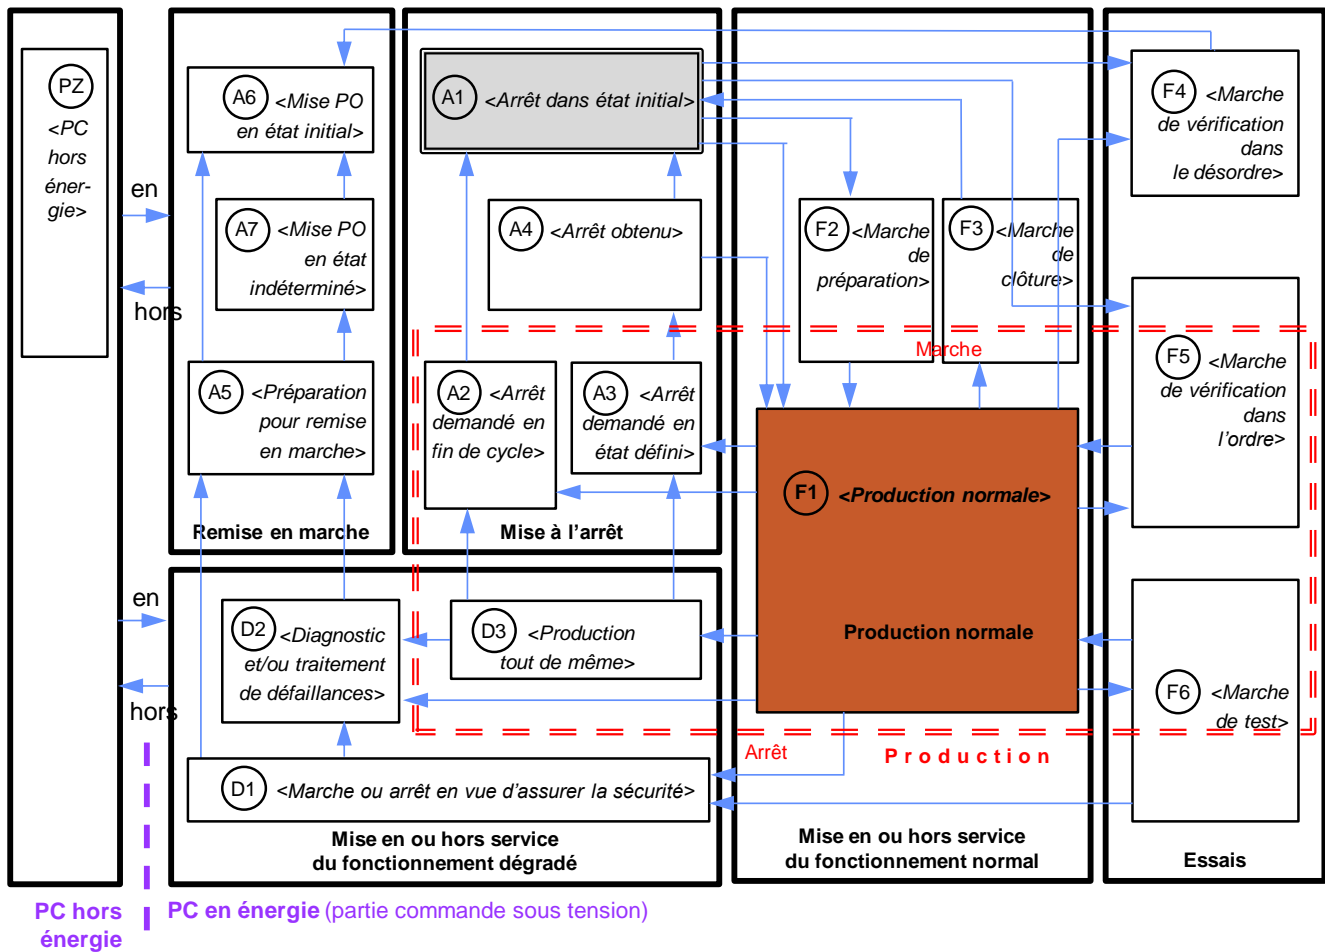 PZ
<PC
hors
éner-
gie>
en
hors
en
hors
A6 <Mise PO
en état initial>
A7 <Mise PO
en état
indéterminé>
A5 <Préparation
pour remise
en marche>
Remise en marche
A1 <Arrêt dans état initial>
A4 <Arrêt obtenu>
A2 <Arrêt
demandé en
fin de cycle>
A3 <Arrêt
demandé en
état défini>
Mise à l’arrêt
F2 <Marche
de
préparation>
F3 <Marche
de
clôture>
Marche
F1 <Production normale>
Production normale
Arrêt
Production
Mise en ou hors service
du fonctionnement normal
F4 <Marche
de vérification
dans
le désordre>
F5 <Marche
de vérification
dans
l’ordre>
F6 <Marche
de test>
Essais
D2 <Diagnostic
et/ou traitement
de défaillances>
D3 <Production
tout de même>
D1 <Marche ou arrêt en vue d’assurer la sécurité>
Mise en ou hors service
du fonctionnement dégradé
PC hors
énergie
PC en énergie (partie commande sous tension)